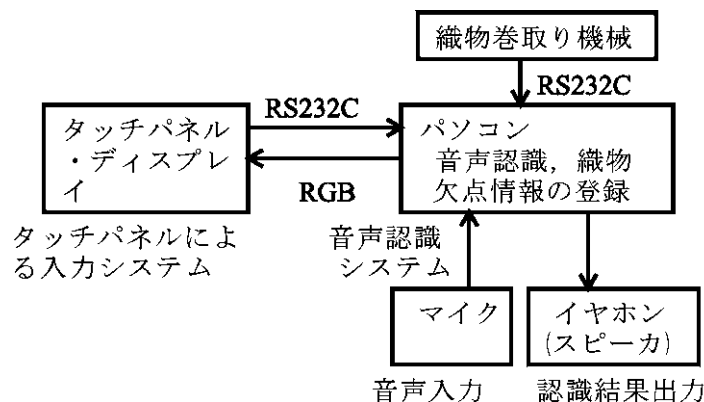 織物巻取り機械
RS232C
RS232C
タッチパネル
・ディスプレ
イ
パソコン
音声認識，織物
欠点情報の登録
RGB
タッチパネルによ
る入力システム
音声認識
システム
マイク
イヤホン
(スピーカ)
音声入力
認識結果出力